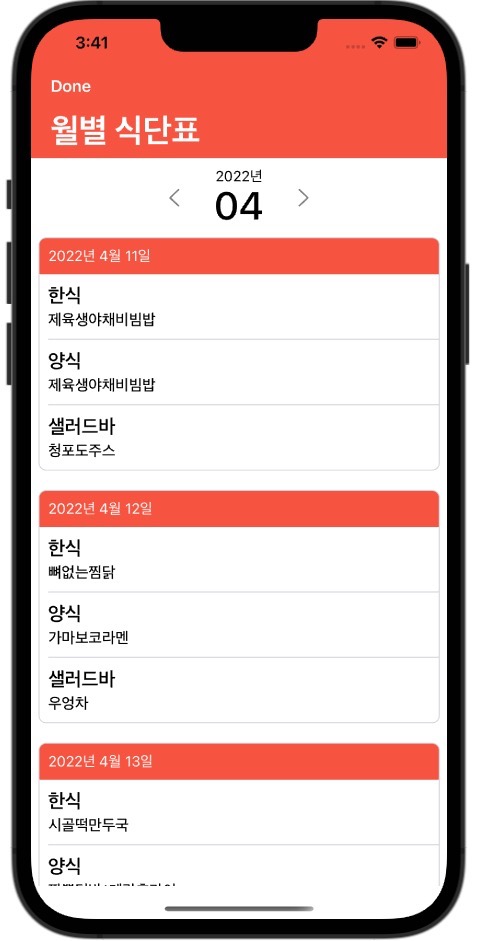 3:41
Done
월별 식단표
2022년
04
2022년 4월 11일
한식
제육생야채비빔밥
양식
제육생야채비빔밥
샐러드바
청포도주스
2022년 4월 12일
한식
뼈없는찜닭
양식
가마보코라멘
샐러드바
우엉차
2022년 4월 13일
한식
시골떡만두국
양식